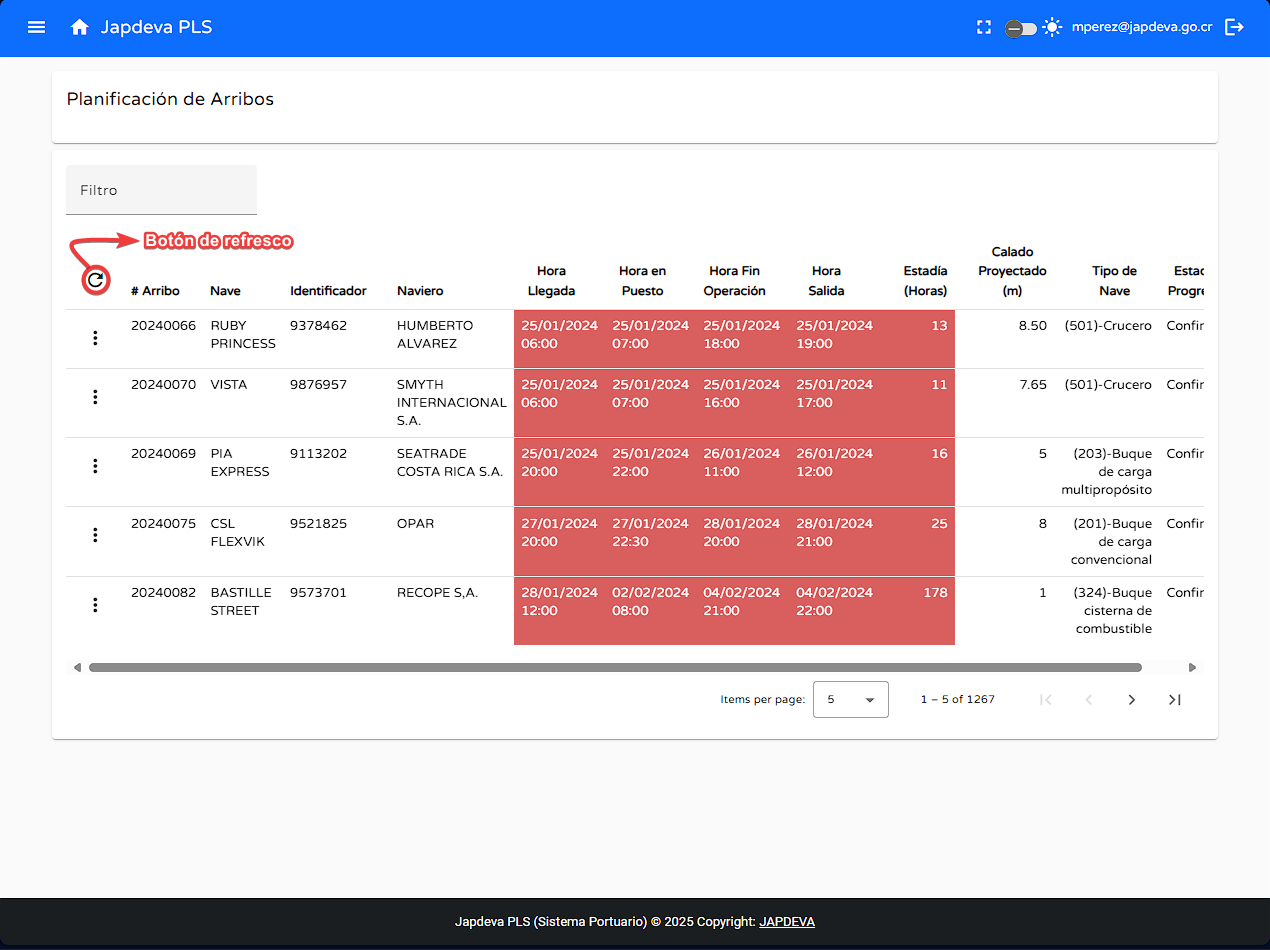 Japdeva PLS
mperez@japdeva.go.cr
Planificación de Arribos
Filtro
Botón de refresco
# Arribo Nave Identificador Naviero Hora Llegada Hora en Puesto Hora Fin Operación Hora Salida Estadía (Horas) Calado Proyectado (m) Tipo de Nave Estac Progre
20240066 RUBY PRINCESS 9378462 HUMBERTO ALVAREZ 25/01/2024 06:00 25/01/2024 07:00 25/01/2024 18:00 25/01/2024 19:00 13 8.50 (501)-Crucero Confir
20240070 VISTA 9876957 SMYTH INTERNACIONAL S.A. 25/01/2024 06:00 25/01/2024 07:00 25/01/2024 16:00 25/01/2024 17:00 11 7.65 (501)-Crucero Confir
20240069 PIA EXPRESS 9113202 SEATRADE COSTA RICA S.A. 25/01/2024 20:00 25/01/2024 22:00 26/01/2024 11:00 26/01/2024 12:00 16 5 (203)-Buque de carga multipropósito Confir
20240075 CSL FLEXVIK 9521825 OPAR 27/01/2024 20:00 27/01/2024 22:30 28/01/2024 20:00 28/01/2024 21:00 25 8 (201)-Buque de carga convencional Confir
20240082 BASTILLE STREET 9573701 RECOPE S,A. 28/01/2024 12:00 02/02/2024 08:00 04/02/2024 21:00 04/02/2024 22:00 178 1 (324)-Buque cisterna de combustible Confir
Items per page: 5 1 – 5 of 1267
Japdeva PLS (Sistema Portuario) © 2025 Copyright: JAPDEVA